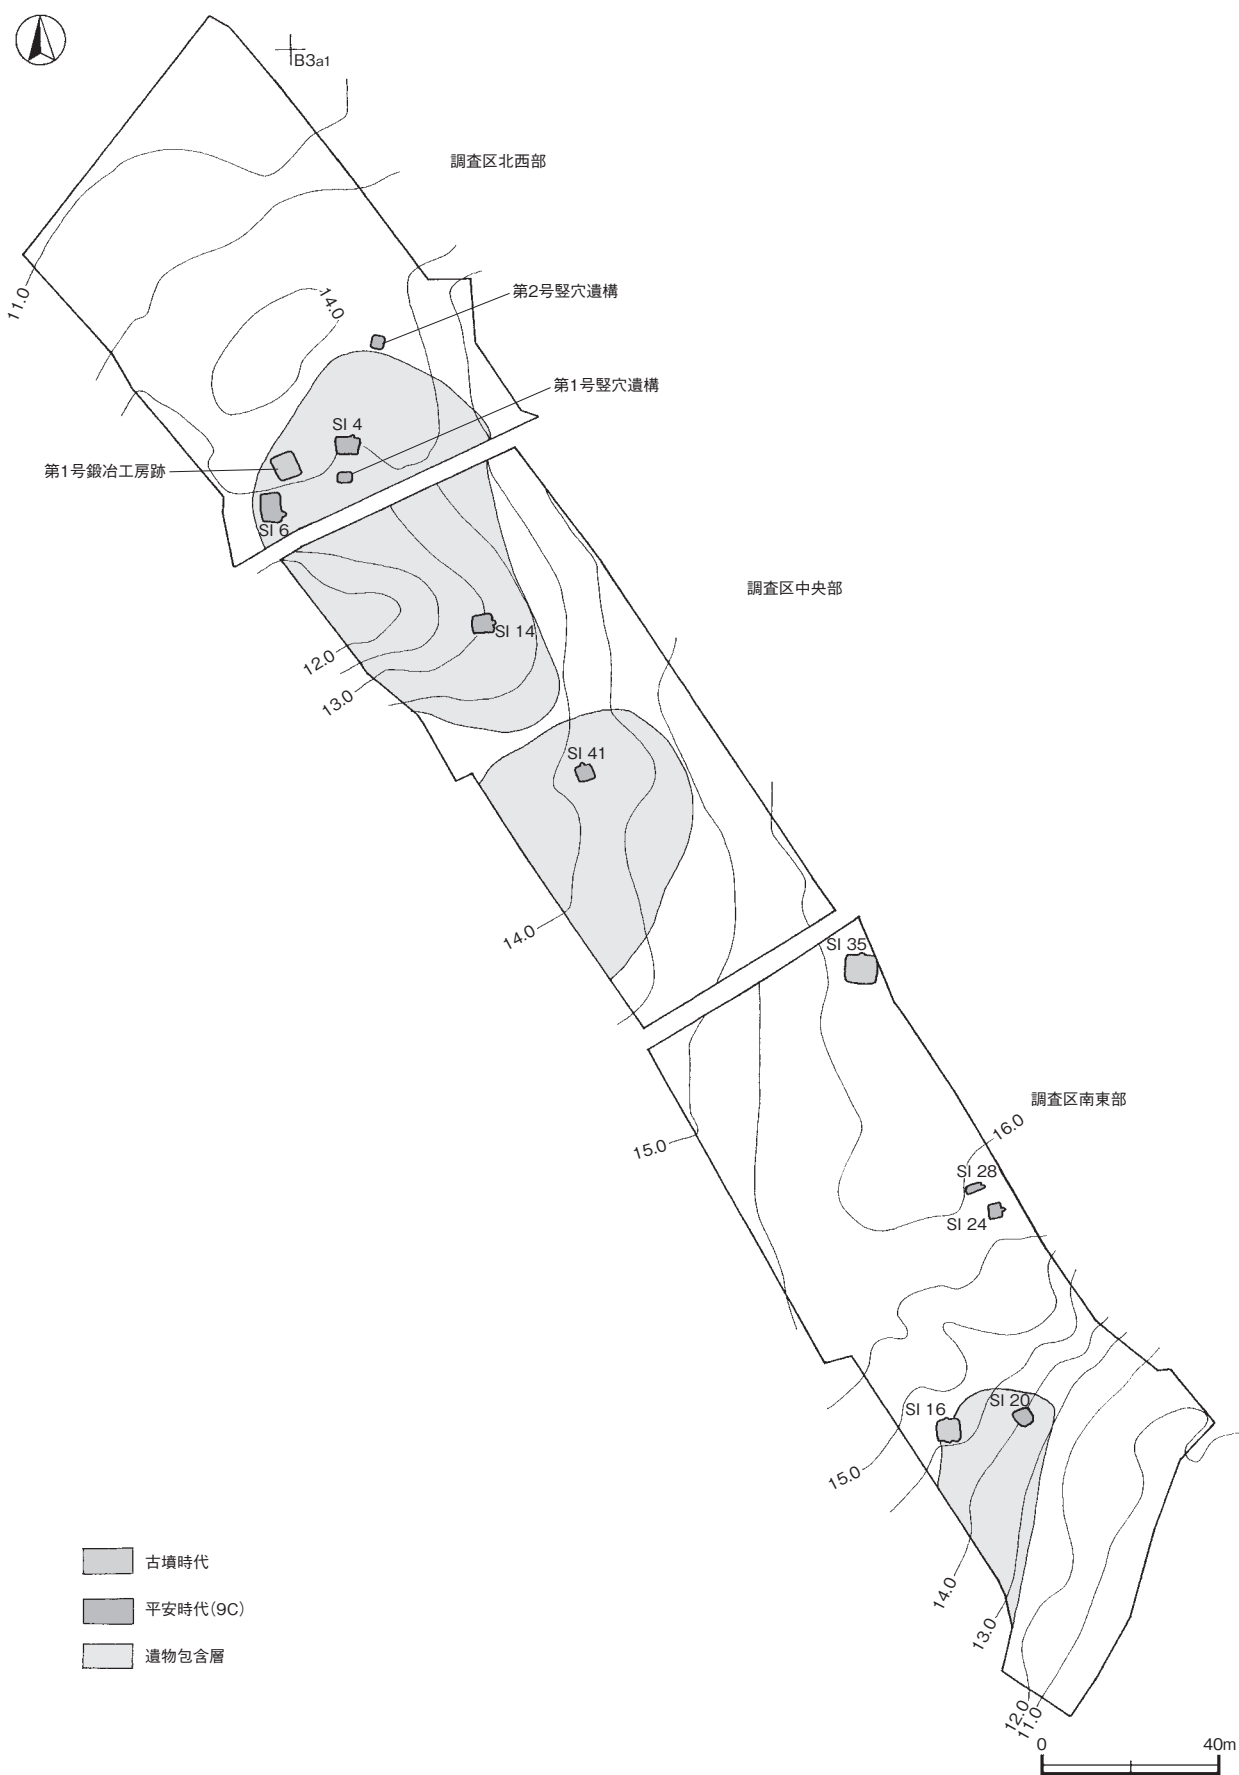 B3a1
調査区北西部
11.0
14.0
第2号竪穴遺構
第1号竪穴遺構
SI 4
第1号鍛冶工房跡
SI 6
調査区中央部
SI 14
12.0
13.0
SI 41
14.0
SI 35
調査区南東部
16.0
15.0
SI 28
SI 24
SI 16
SI 20
15.0
14.0
13.0
12.0
11.0
古墳時代
平安時代(9C)
遺物包含層
0 40m